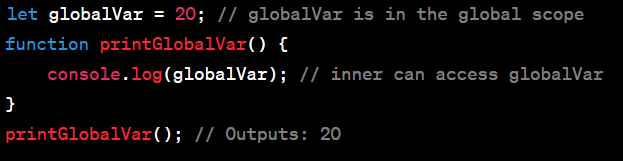 let globalVar = 20; // globalVar is in the global scope
function printGlobalVar() {
    console.log(globalVar); // inner can access globalVar
}
printGlobalVar(); // Outputs: 20